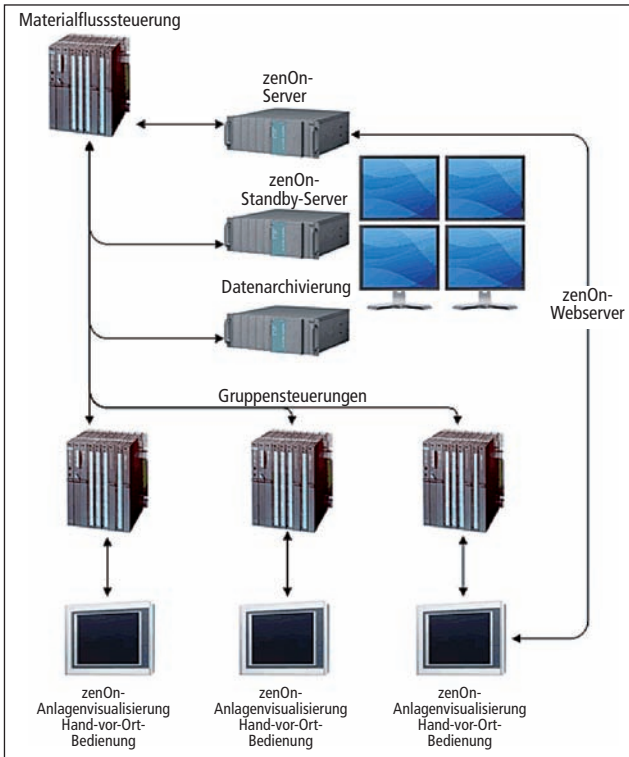 Materialflusssteuerung
zenOn-
Server
zenOn-
Standby-Server
Datenarchivierung
zenOn-
Webserver
Gruppensteuerungen
zenOn-
Anlagenvisualisierung
Hand-vor-Ort-
Bedienung
zenOn-
Anlagenvisualisierung
Hand-vor-Ort-
Bedienung
zenOn-
Anlagenvisualisierung
Hand-vor-Ort-
Bedienung